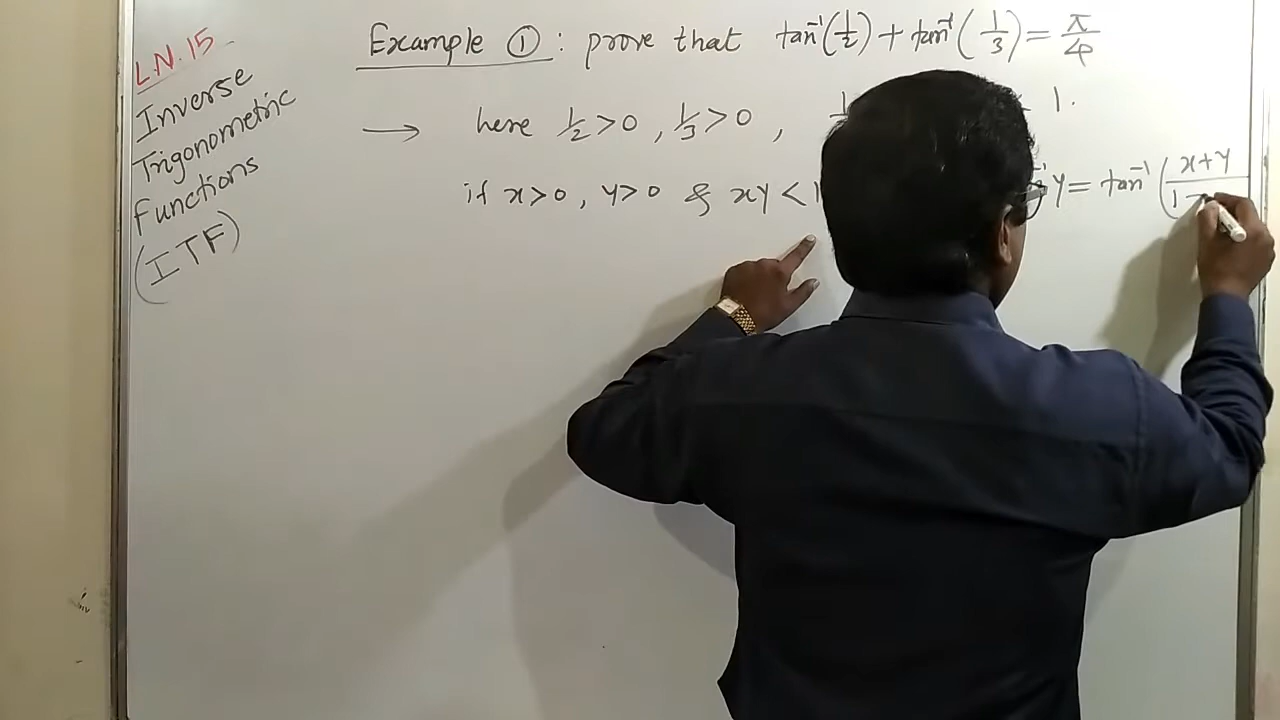 L.N.15
Inverse
Trigonometric
Functions
(ITF)
Example ①: prove that tan⁻¹(1/2) + tan⁻¹(1/3) = π/4
→ here 1/2 > 0, 1/3 > 0, 1.
if x > 0, y > 0 & xy < 1 y = tan⁻¹(x+y/1-